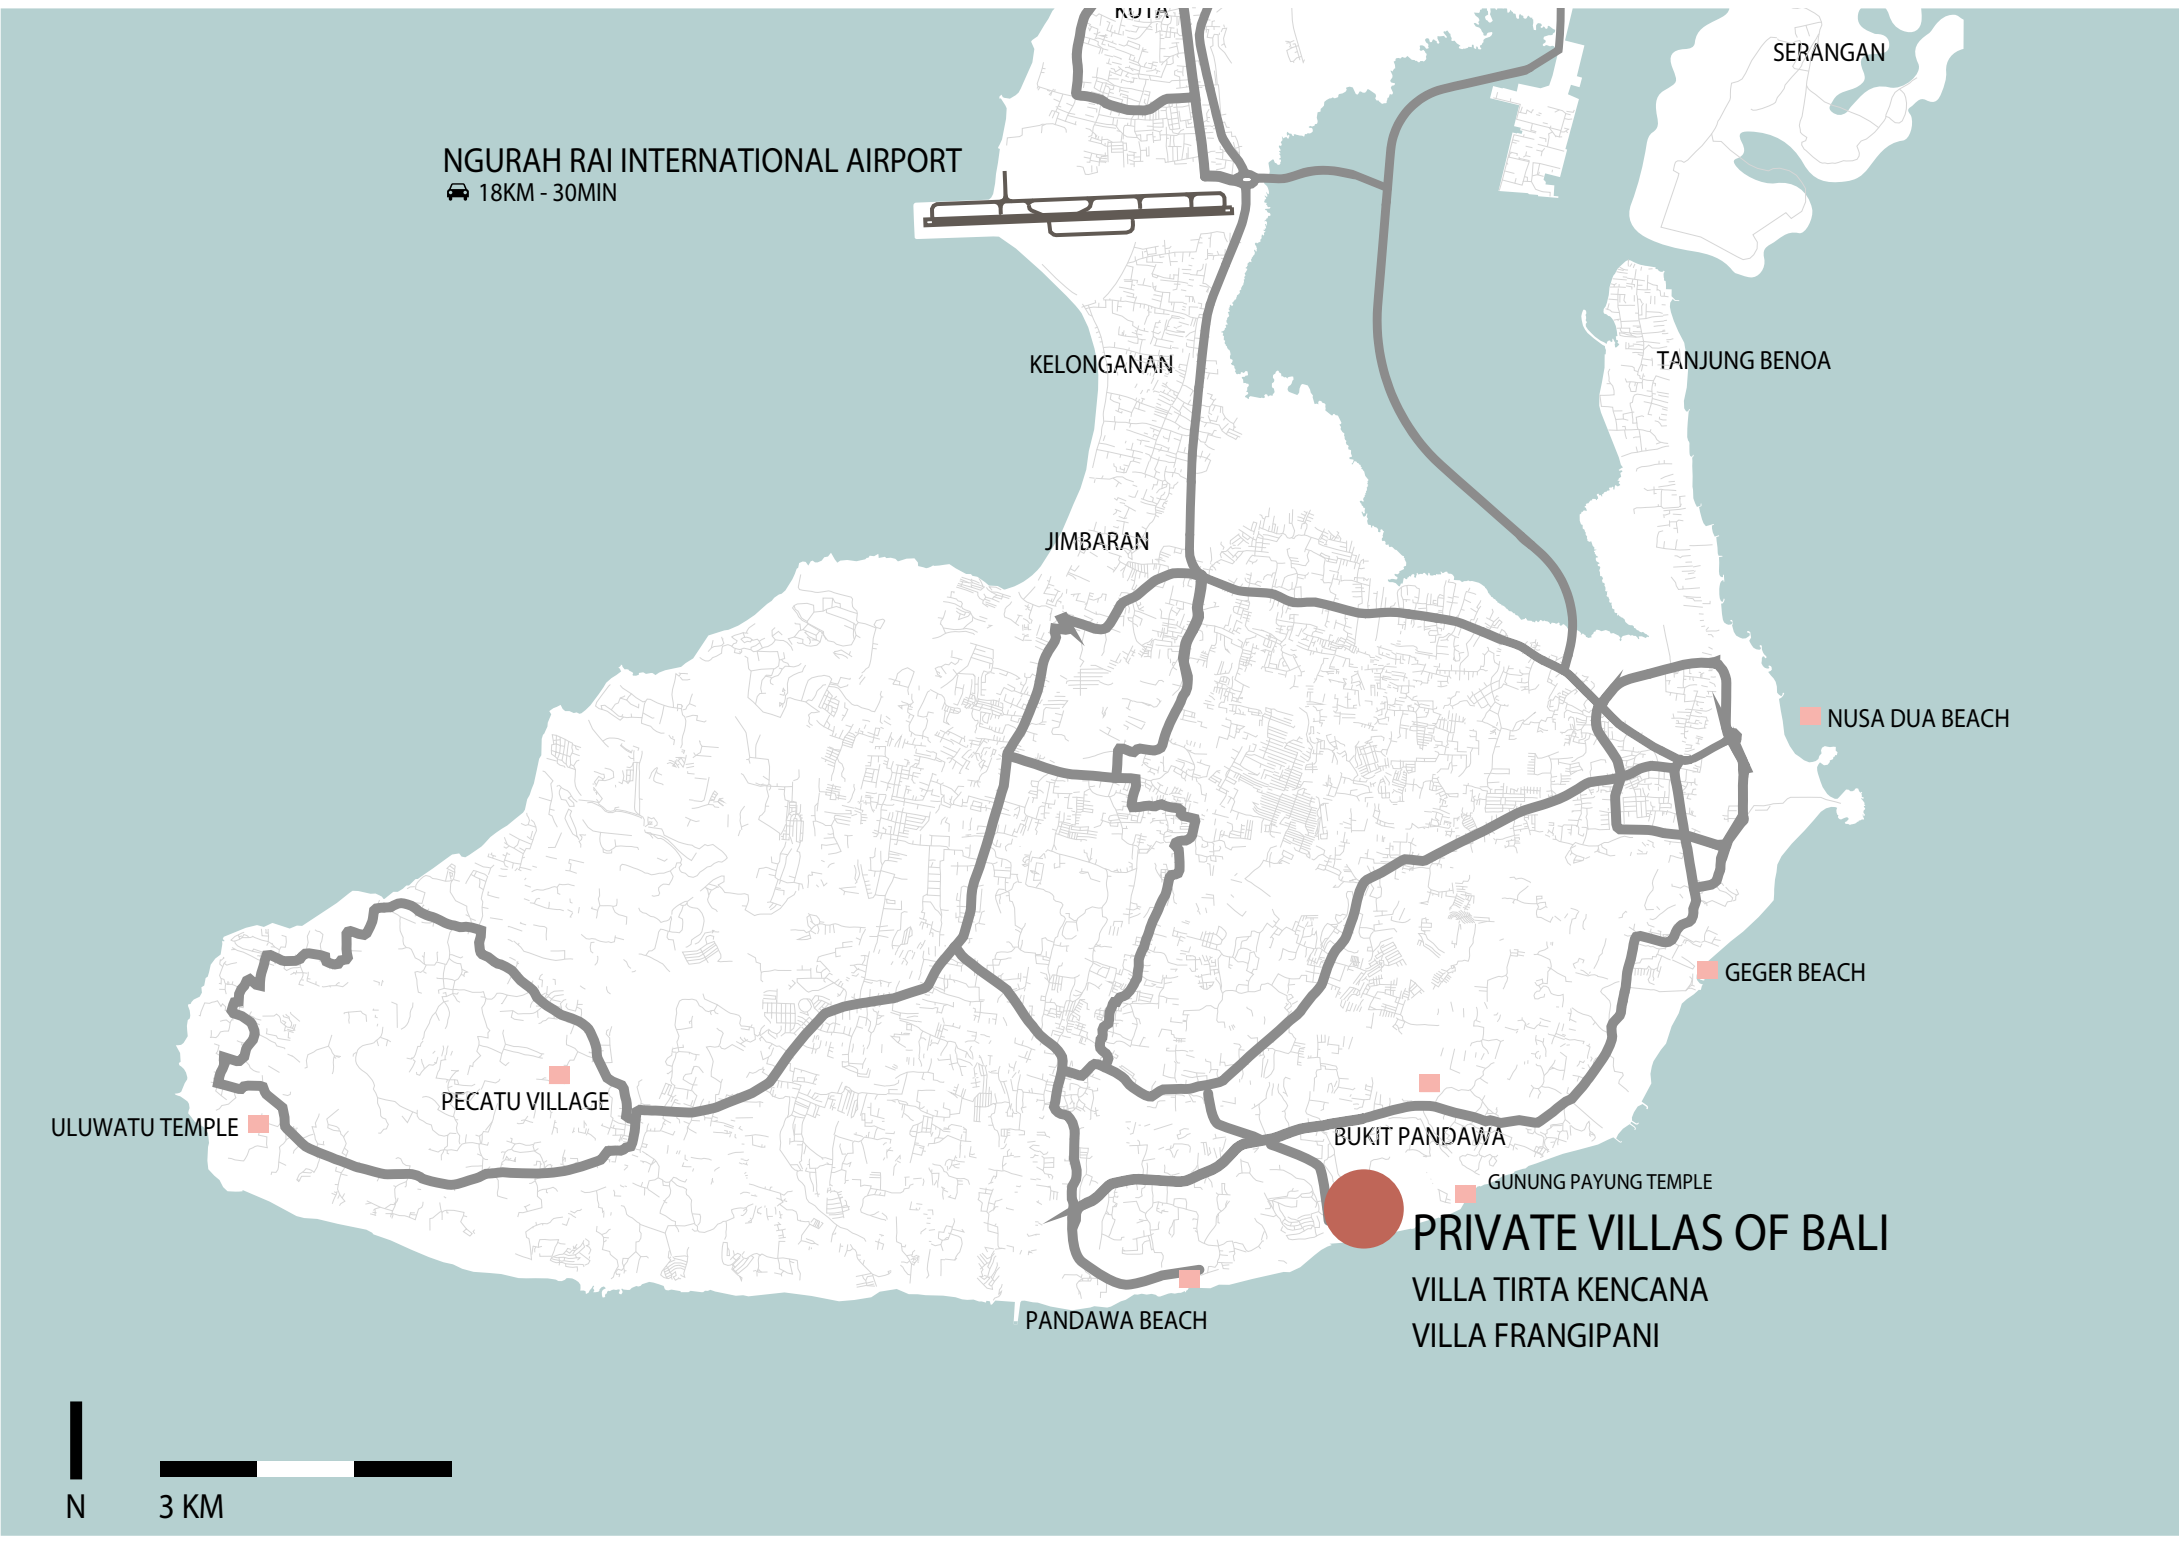 KUTA
SERANGAN
NGURAH RAI INTERNATIONAL AIRPORT
18KM - 30MIN
KELONGANAN
TANJUNG BENOA
JIMBARAN
NUSA DUA BEACH
GEGER BEACH
PECATU VILLAGE
ULUWATU TEMPLE
BUKIT PANDAWA
GUNUNG PAYUNG TEMPLE
PRIVATE VILLAS OF BALI
VILLA TIRTA KENCANA
VILLA FRANGIPANI
PANDAWA BEACH
N
3 KM